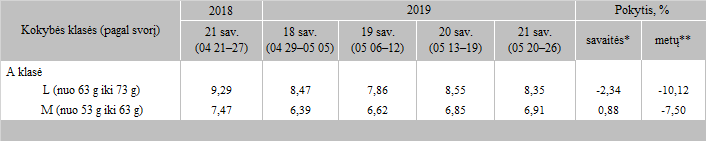 Kokybės klasės (pagal svorį) 2018 2019 Pokytis, %
21 sav. (04 21–27) 18 sav. (04 29–05 05) 19 sav. (05 06–12) 20 sav. (05 13–19) 21 sav. (05 20–26) savaitės* metų**
A klasė
L (nuo 63 g iki 73 g) 9,29 8,47 7,86 8,55 8,35 -2,34 -10,12
M (nuo 53 g iki 63 g) 7,47 6,39 6,62 6,85 6,91 0,88 -7,50